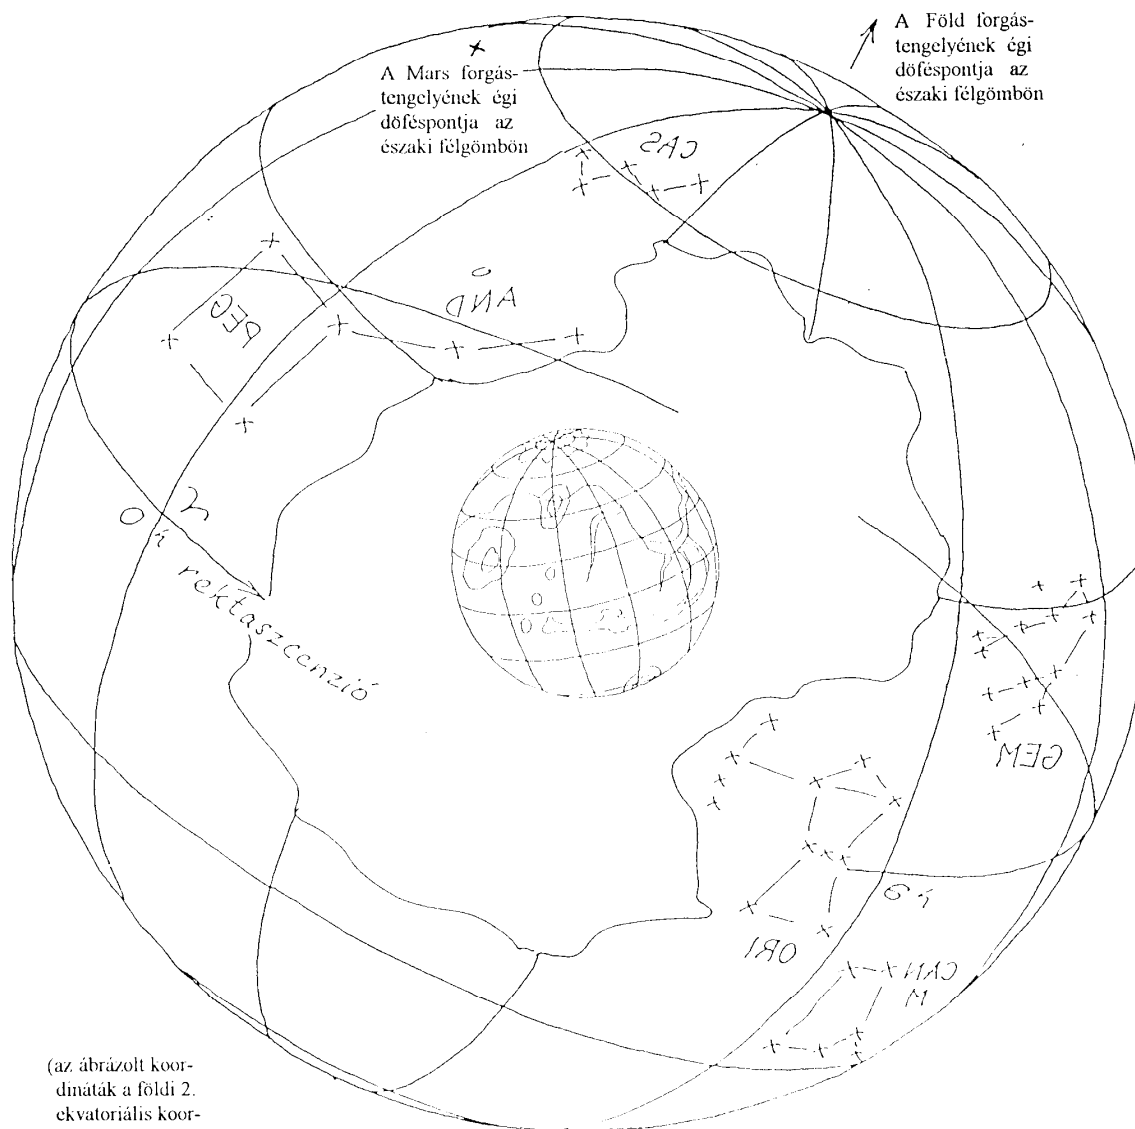 A Föld forgás-
tengelyének égi
döféspontja az
északi félgömbön
A Mars forgás-
tengelyének égi
döféspontja az
északi félgömbön
CAS
AND
PEG
0 h rektaszcenzió
GEM
6 h
ORI
CAN
M
(az ábrázolt koor-
dináták a földi 2.
ekvatoriális koor-